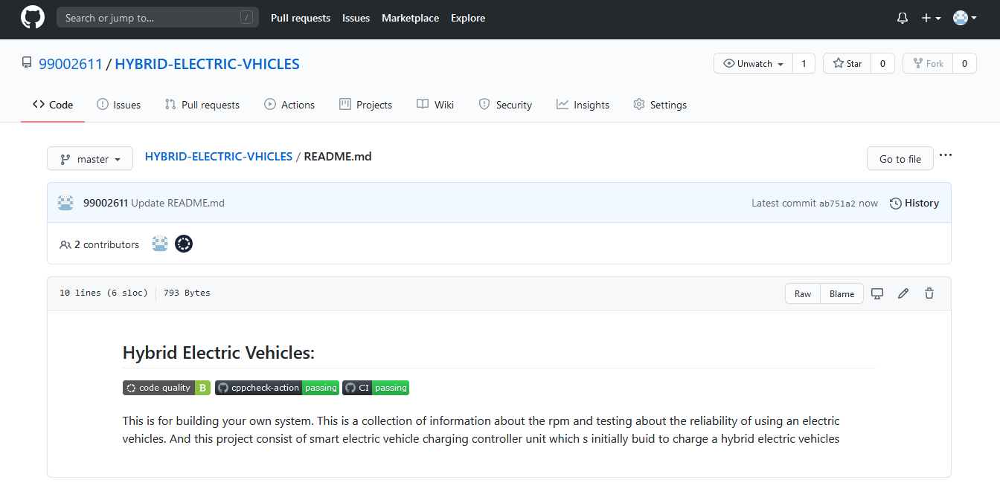 Search or jump to... /
Pull requests Issues Marketplace Explore
99002611 / HYBRID-ELECTRIC-VHICLES
Unwatch 1 Star 0 Fork 0
Code Issues Pull requests Actions Projects Wiki Security Insights Settings
master HYBRID-ELECTRIC-VHICLES / README.md Go to file ...
99002611 Update README.md Latest commit ab751a2 now History
2 contributors
10 lines (6 sloc) 793 Bytes Raw Blame
Hybrid Electric Vehicles:
code quality B cppcheck-action passing CI passing
This is for building your own system. This is a collection of information about the rpm and testing about the reliability of using an electric
vehicles. And this project consist of smart electric vehicle charging controller unit which s initially buid to charge a hybrid electric vehicles